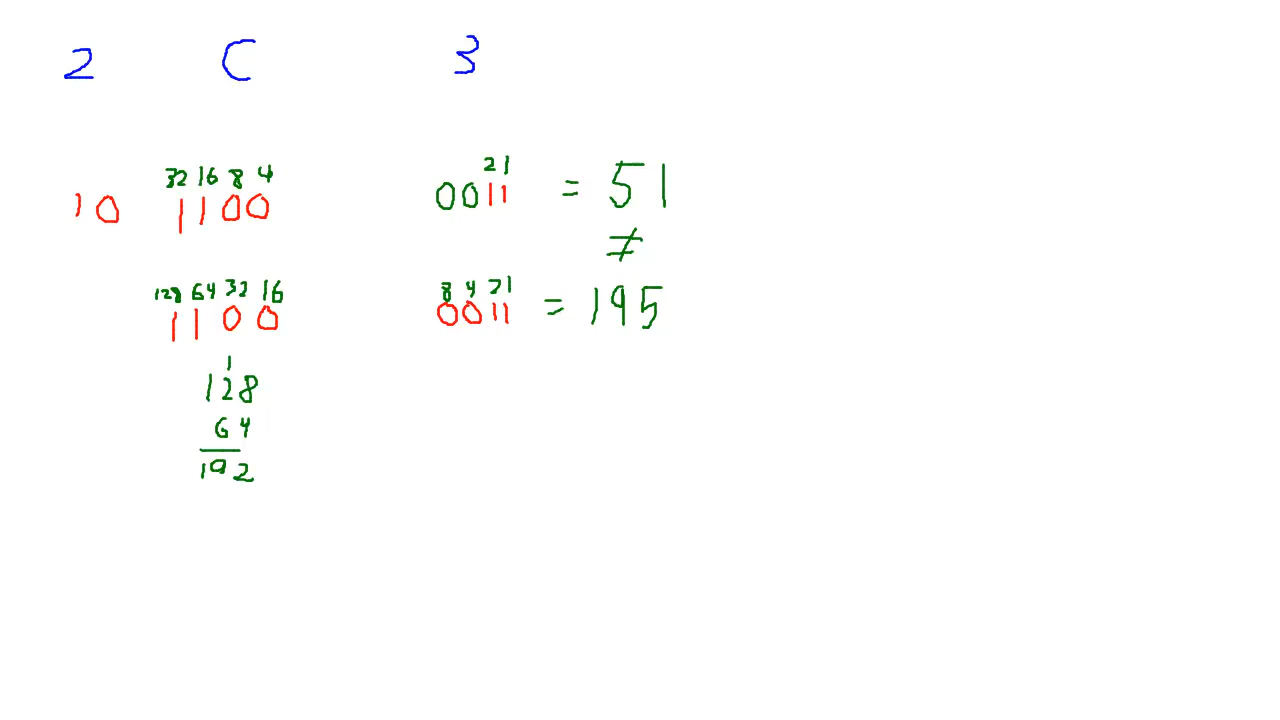 2 C 3
32 16 8 4 2 1
10 1100 0011 = 51
≠
128 64 32 16 8 4 2 1
1100 0011 = 195
1
128
64
192